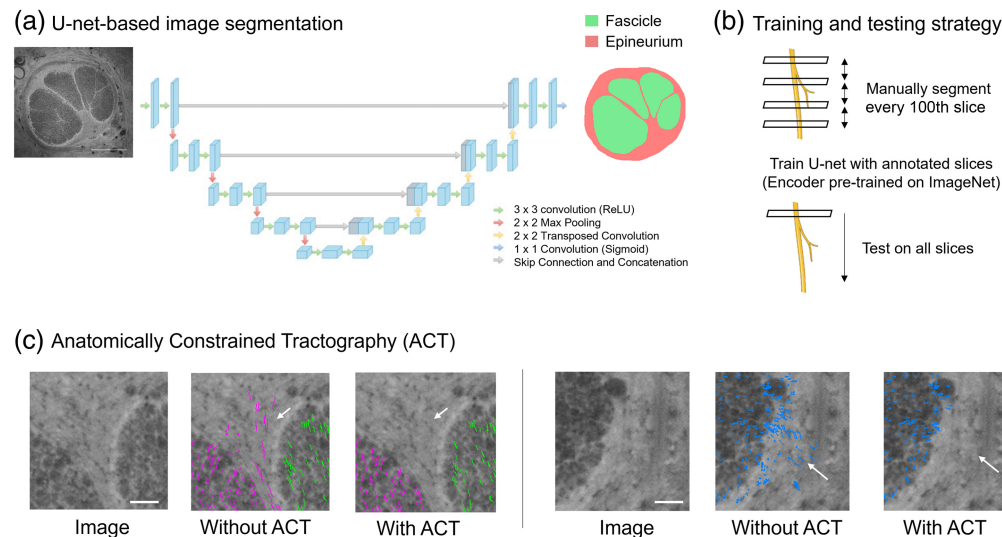 (a) U-net-based image segmentation
Fascicle
Epineurium
3 x 3 convolution (ReLU)
2 x 2 Max Pooling
2 x 2 Transposed Convolution
1 x 1 Convolution (Sigmoid)
Skip Connection and Concatenation
(b) Training and testing strategy
Manually segment
every 100th slice
Train U-net with annotated slices
(Encoder pre-trained on ImageNet)
Test on all slices
(c) Anatomically Constrained Tractography (ACT)
Image
Without ACT
With ACT
Image
Without ACT
With ACT